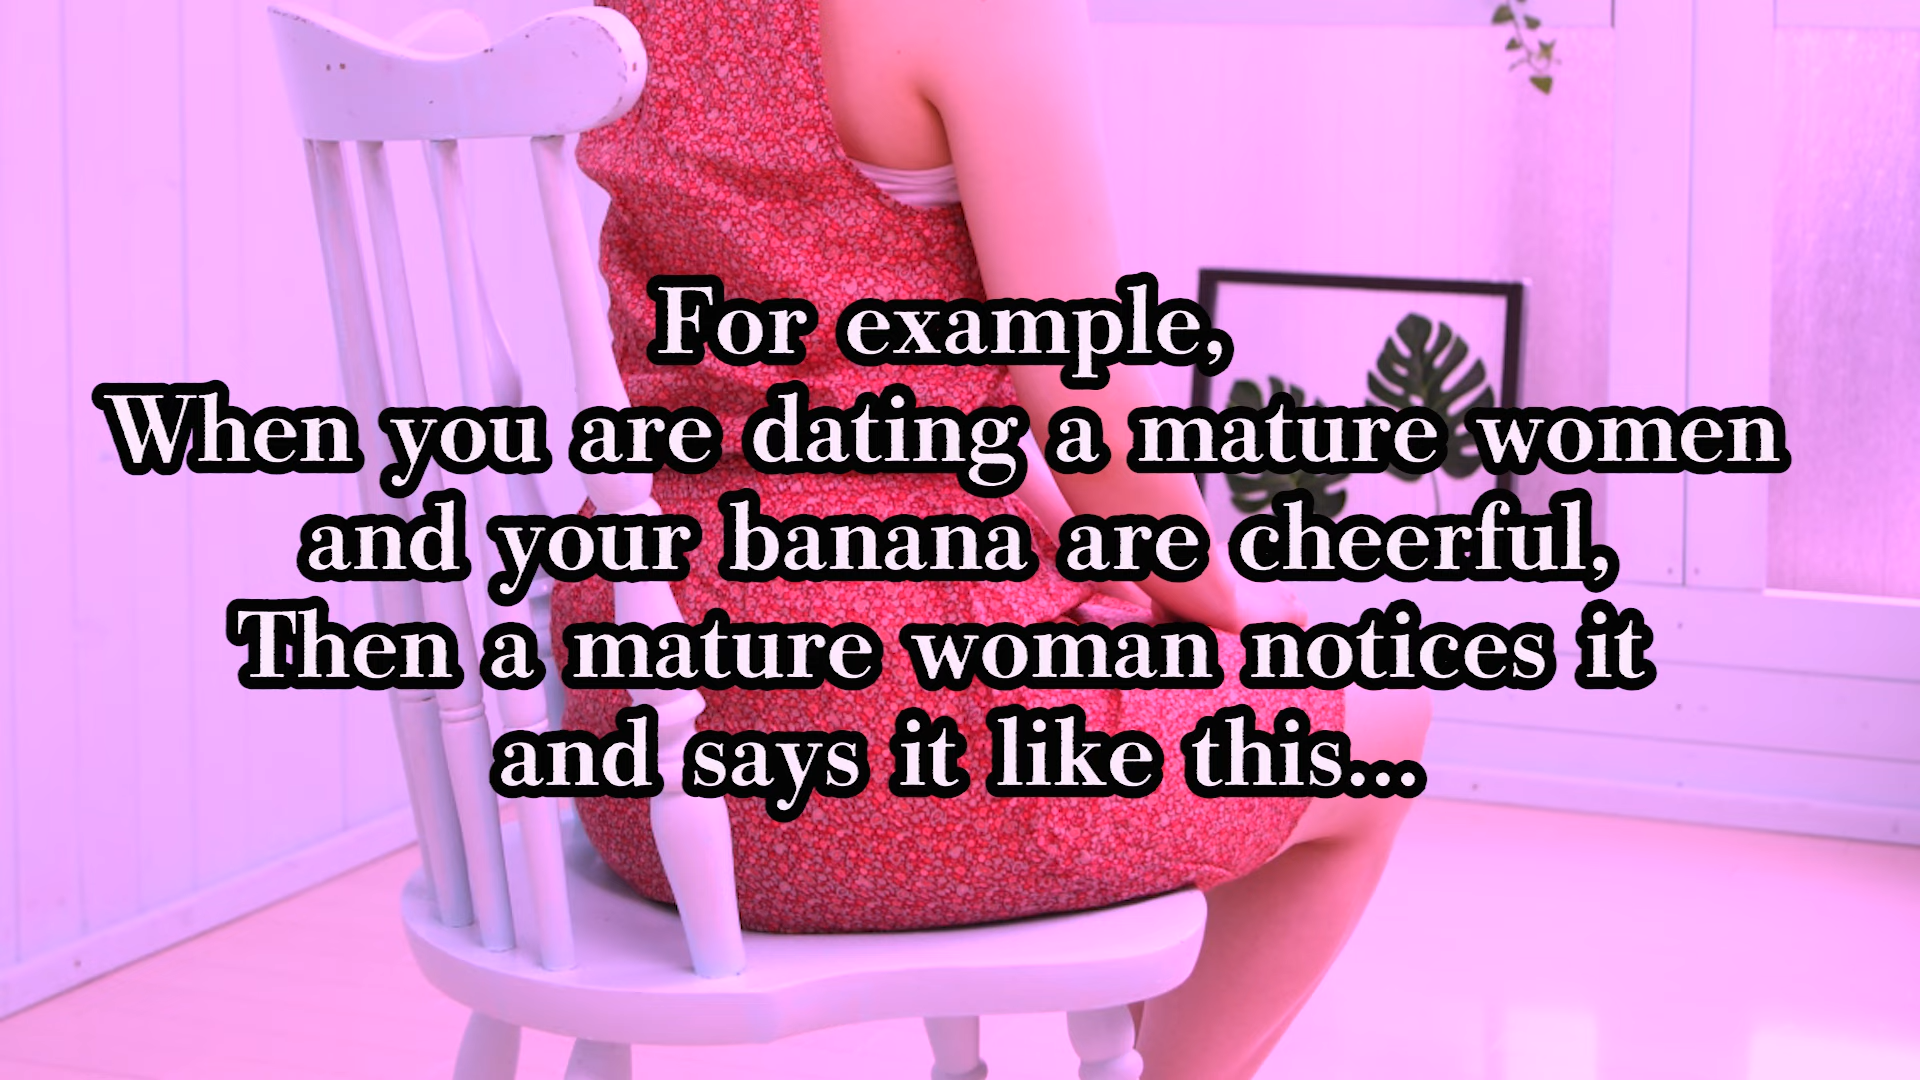 For example,
When you are dating a mature women
and your banana are cheerful,
Then a mature woman notices it
and says it like this...